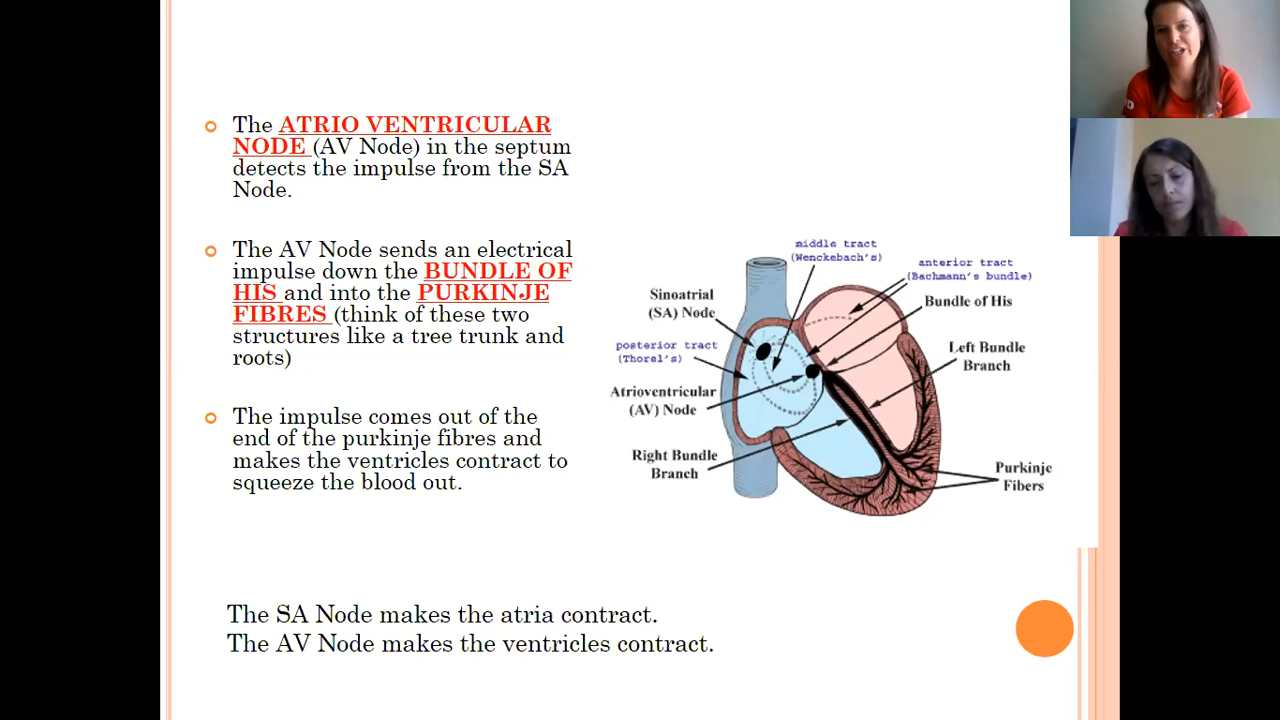 The ATRIO VENTRICULAR
NODE (AV Node) in the septum
detects the impulse from the SA
Node.
The AV Node sends an electrical
impulse down the BUNDLE OF
HIS and into the PURKINJE
FIBRES (think of these two
structures like a tree trunk and
roots)
The impulse comes out of the
end of the purkinje fibres and
makes the ventricles contract to
squeeze the blood out.
middle tract
(Wenckebach's)
anterior tract
(Bachmann's bundle)
Sinoatrial
(SA) Node
Bundle of His
posterior tract
(Thorel's)
Left Bundle
Branch
Atrioventricular
(AV) Node
Right Bundle
Branch
Purkinje
Fibers
The SA Node makes the atria contract.
The AV Node makes the ventricles contract.